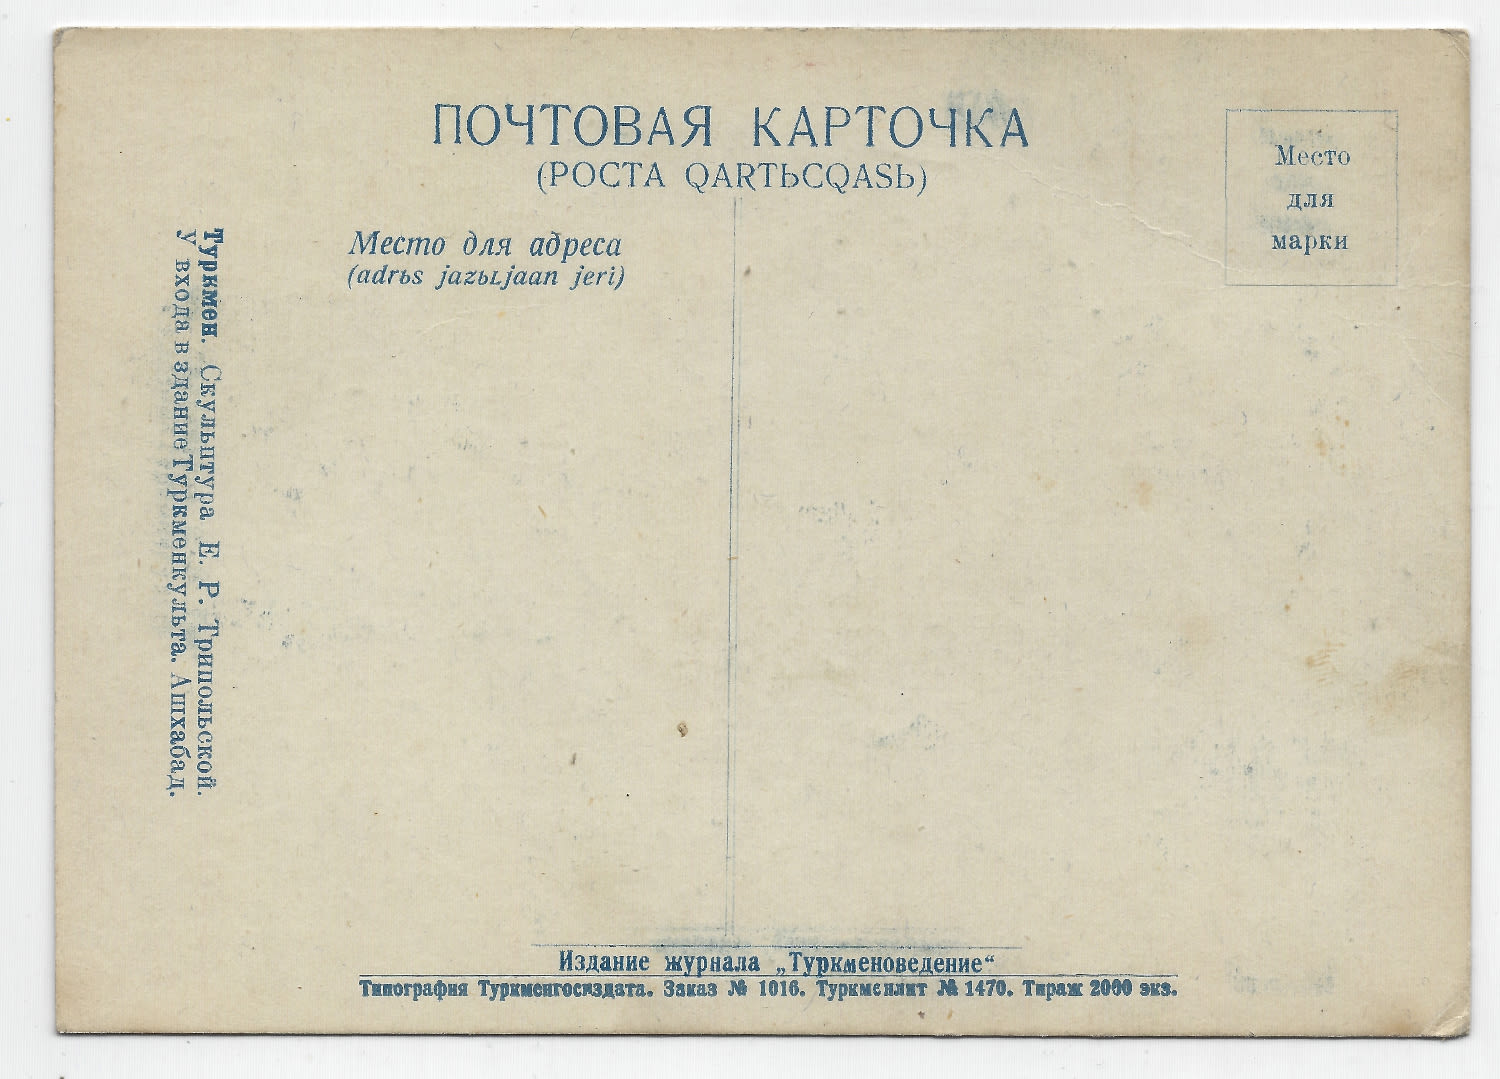 ПОЧТОВАЯ КАРТОЧКА
(POCTA QARTЬCQASЬ)
Место
для
марки
Место для адреса
(adrьs jazьljaan jeri)
Туркмен. Скульптура Е. Р. Трипольской.
У входа в здание Туркменкульта. Ашхабад.
Издание журнала „Туркменоведение“
Типография Туркменгосиздата. Заказ № 1016. Туркменлит № 1470. Тираж 2000 экз.